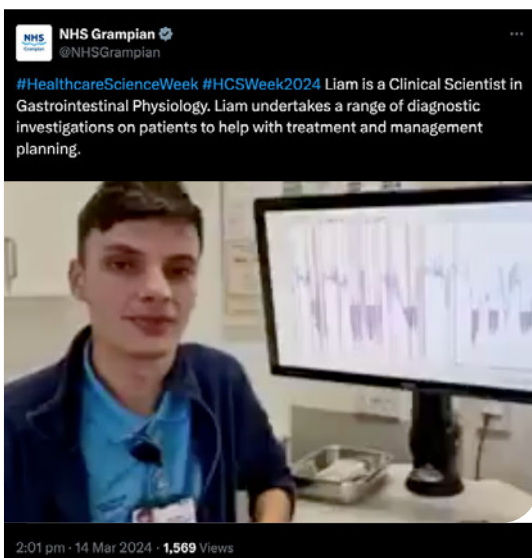 NHS Grampian
@NHSGrampian
#HealthcareScienceWeek #HCSWeek2024 Liam is a Clinical Scientist in
Gastrointestinal Physiology. Liam undertakes a range of diagnostic
investigations on patients to help with treatment and management
planning.
2:01 pm · 14 Mar 2024 · 1,569 Views